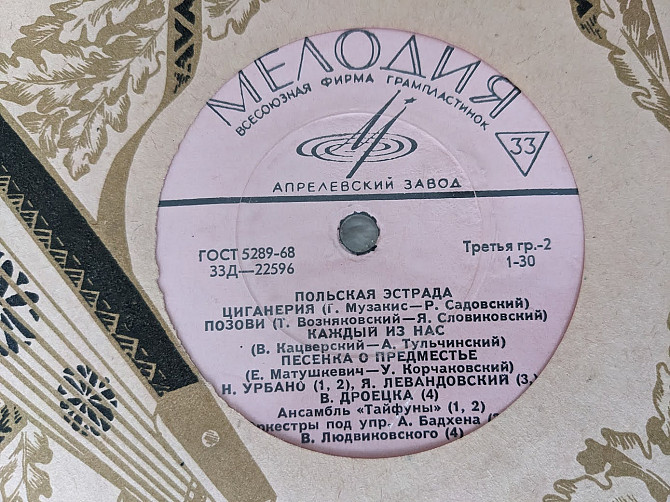 МЕЛОДИЯ
ВСЕСОЮЗНАЯ ФИРМА ГРАМПЛАСТИНОК
33
АПРЕЛЕВСКИЙ ЗАВОД
ГОСТ 5289-68
33Д—22596
Третья гр.-2
1-30
ПОЛЬСКАЯ ЭСТРАДА
ЦИГАНЕРИЯ (Г. Музакис—Р. Садовский)
ПОЗОВИ (Т. Возняковский—Я. Словиковский)
КАЖДЫЙ ИЗ НАС
(В. Кацверский—А. Тульчинский)
ПЕСЕНКА О ПРЕДМЕСТЬЕ
(Е. Матушкевич—У. Корчаковский)
Н. УРБАНО (1, 2), Я. ЛЕВАНДОВСКИЙ (3,)
В. ДРОЕЦКА (4)
Ансамбль «Тайфуны» (1, 2)
под упр. А. Бадхена
В. Людвиковского (4)